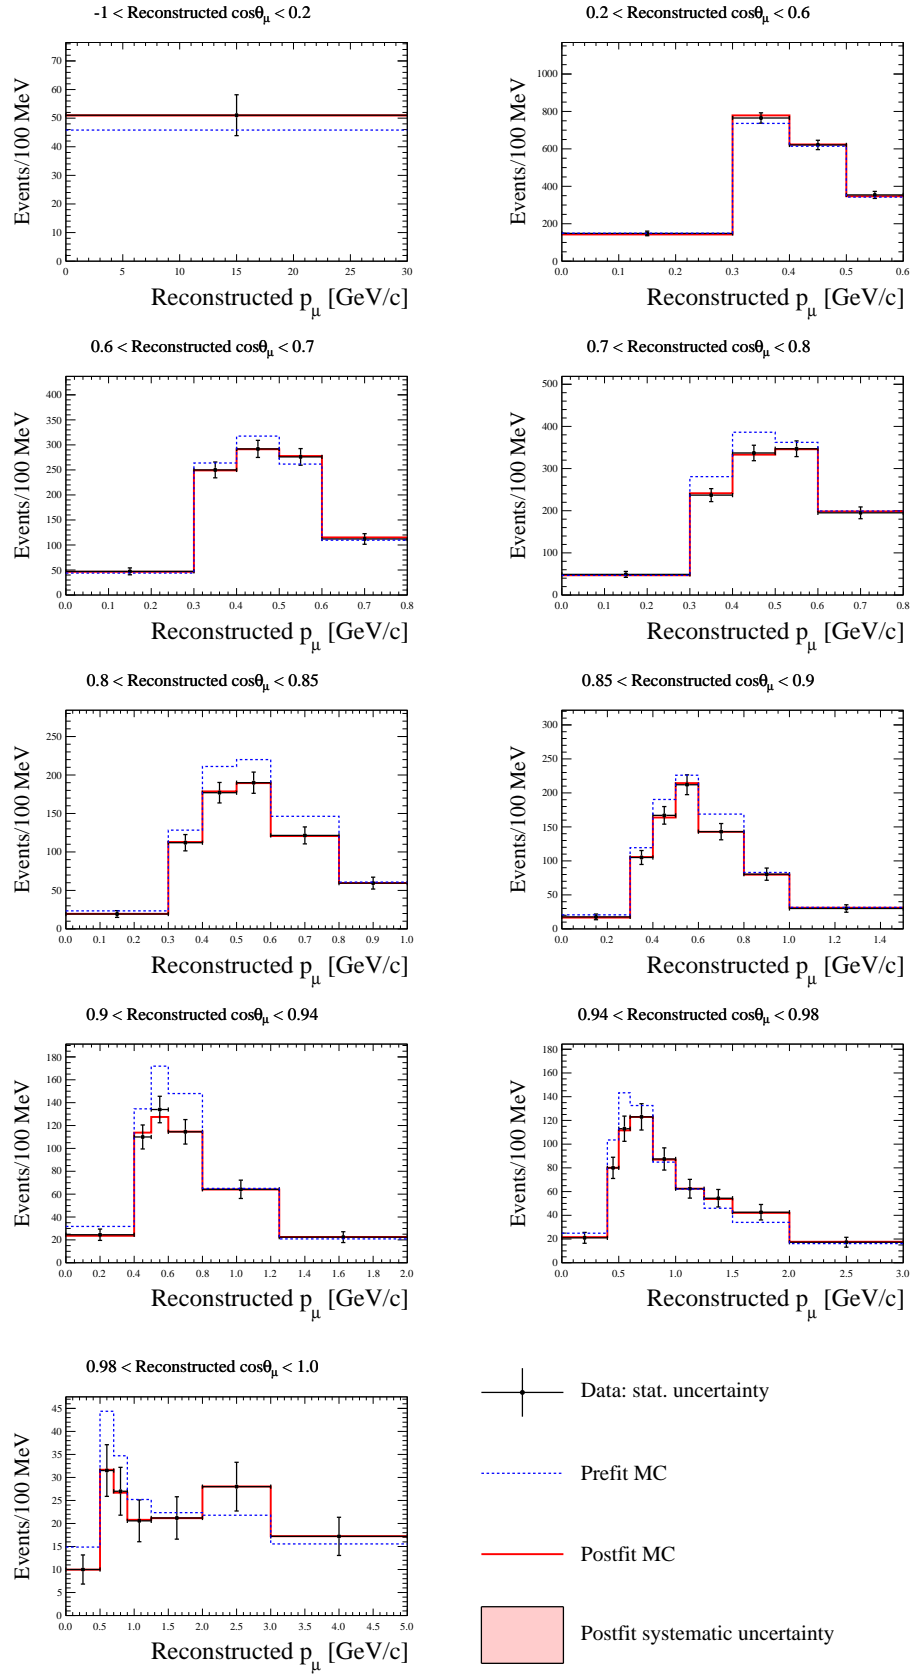 -1 < Reconstructed cosθμ < 0.2
0.2 < Reconstructed cosθμ < 0.6
Events/100 MeV
70
60
50
40
30
20
10
0
0 5 10 15 20 25 30
Reconstructed pμ [GeV/c]
Events/100 MeV
1000
800
600
400
200
0
0.0 0.1 0.2 0.3 0.4 0.5 0.6
Reconstructed pμ [GeV/c]
0.6 < Reconstructed cosθμ < 0.7
0.7 < Reconstructed cosθμ < 0.8
Events/100 MeV
400
350
300
250
200
150
100
50
0
0.0 0.1 0.2 0.3 0.4 0.5 0.6 0.7 0.8
Reconstructed pμ [GeV/c]
Events/100 MeV
500
400
300
200
100
0
0.0 0.1 0.2 0.3 0.4 0.5 0.6 0.7 0.8
Reconstructed pμ [GeV/c]
0.8 < Reconstructed cosθμ < 0.85
0.85 < Reconstructed cosθμ < 0.9
Events/100 MeV
250
200
150
100
50
0
0.0 0.1 0.2 0.3 0.4 0.5 0.6 0.7 0.8 0.9 1.0
Reconstructed pμ [GeV/c]
Events/100 MeV
300
250
200
150
100
50
0
0.0 0.2 0.4 0.6 0.8 1.0 1.2 1.4
Reconstructed pμ [GeV/c]
0.9 < Reconstructed cosθμ < 0.94
0.94 < Reconstructed cosθμ < 0.98
Events/100 MeV
180
160
140
120
100
80
60
40
20
0
0.0 0.2 0.4 0.6 0.8 1.0 1.2 1.4 1.6 1.8 2.0
Reconstructed pμ [GeV/c]
Events/100 MeV
180
160
140
120
100
80
60
40
20
0
0.0 0.5 1.0 1.5 2.0 2.5 3.0
Reconstructed pμ [GeV/c]
0.98 < Reconstructed cosθμ < 1.0
Events/100 MeV
45
40
35
30
25
20
15
10
5
0
0.0 0.5 1.0 1.5 2.0 2.5 3.0 3.5 4.0 4.5 5.0
Reconstructed pμ [GeV/c]
Data: stat. uncertainty
Prefit MC
Postfit MC
Postfit systematic uncertainty